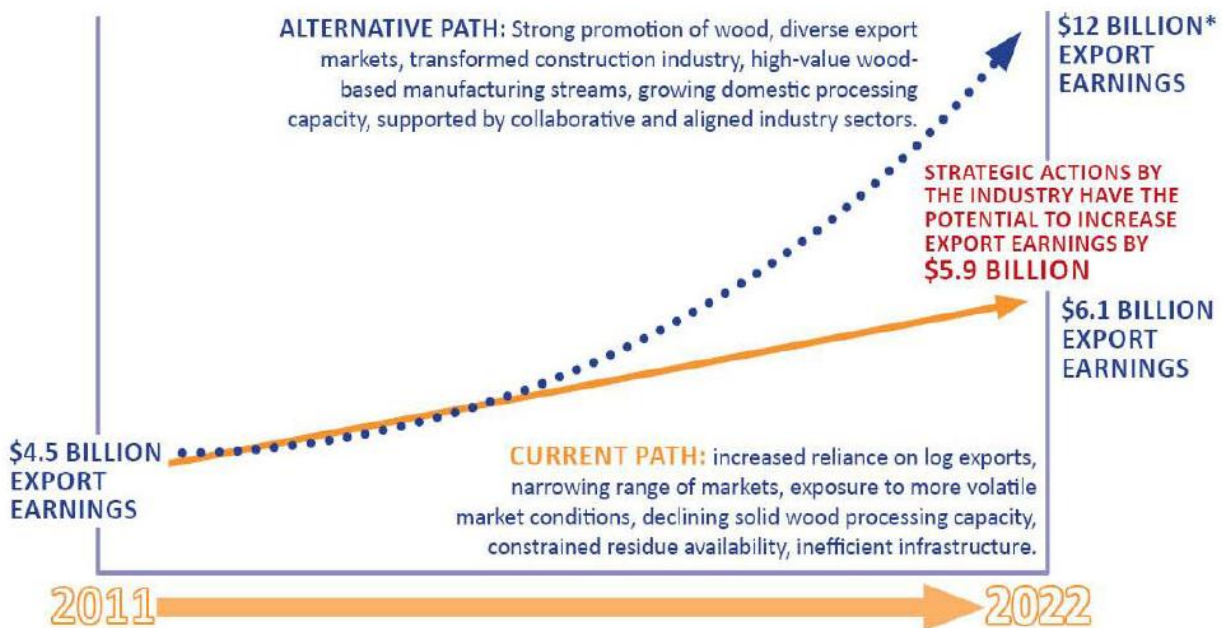 ALTERNATIVE PATH: Strong promotion of wood, diverse export
markets, transformed construction industry, high-value wood-
based manufacturing streams, growing domestic processing
capacity, supported by collaborative and aligned industry sectors.
$12 BILLION*
EXPORT
EARNINGS
STRATEGIC ACTIONS BY
THE INDUSTRY HAVE THE
POTENTIAL TO INCREASE
EXPORT EARNINGS BY
$5.9 BILLION
$6.1 BILLION
EXPORT
EARNINGS
$4.5 BILLION
EXPORT
EARNINGS
CURRENT PATH: increased reliance on log exports,
narrowing range of markets, exposure to more volatile
market conditions, declining solid wood processing capacity,
constrained residue availability, inefficient infrastructure.
2011
2022